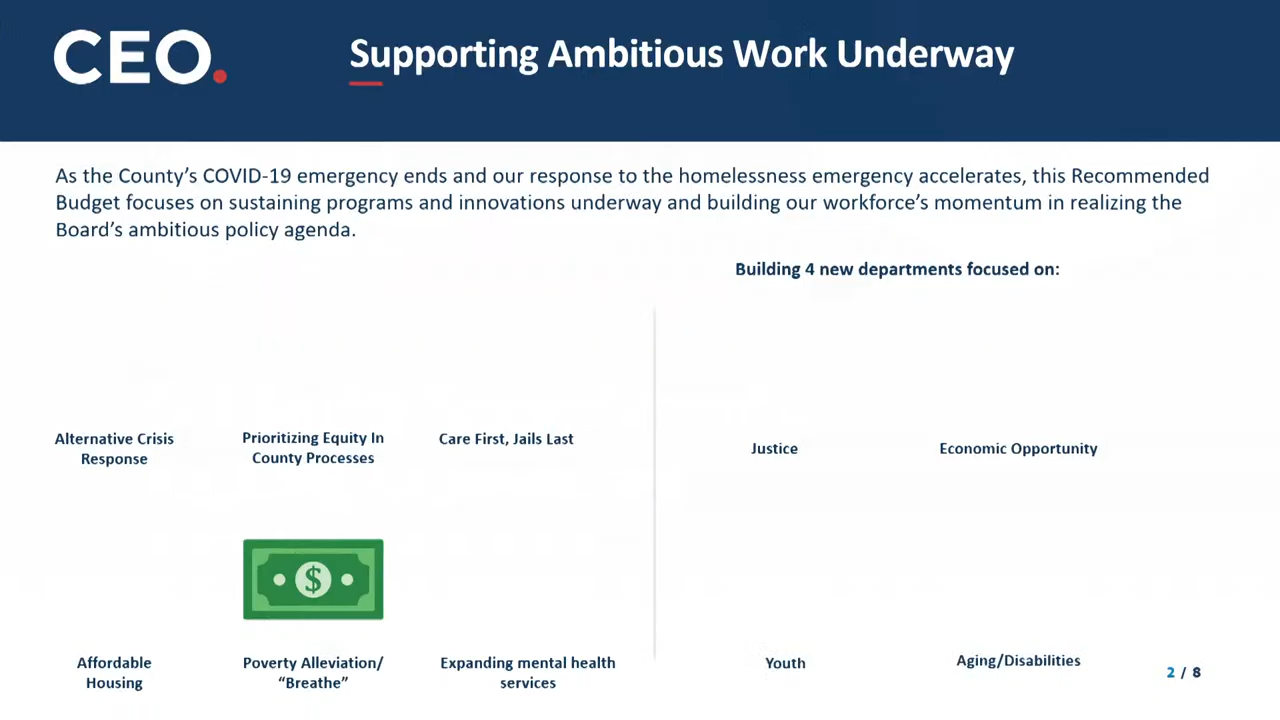 CEO.
Supporting Ambitious Work Underway
As the County’s COVID-19 emergency ends and our response to the homelessness emergency accelerates, this Recommended
Budget focuses on sustaining programs and innovations underway and building our workforce’s momentum in realizing the
Board’s ambitious policy agenda.
Building 4 new departments focused on:
Alternative Crisis
Response
Prioritizing Equity In
County Processes
Care First, Jails Last
Justice
Economic Opportunity
$
Affordable
Housing
Poverty Alleviation/
“Breathe”
Expanding mental health
services
Youth
Aging/Disabilities
2 / 8